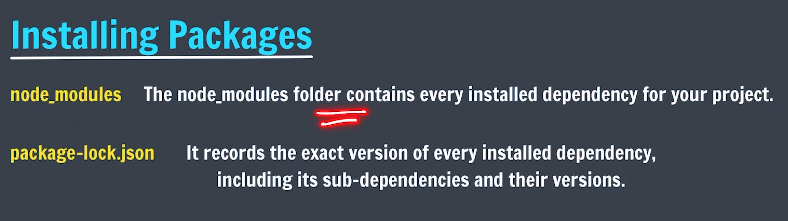 Installing Packages
node_modules The node_modules folder contains every installed dependency for your project.
package-lock.json It records the exact version of every installed dependency,
including its sub-dependencies and their versions.